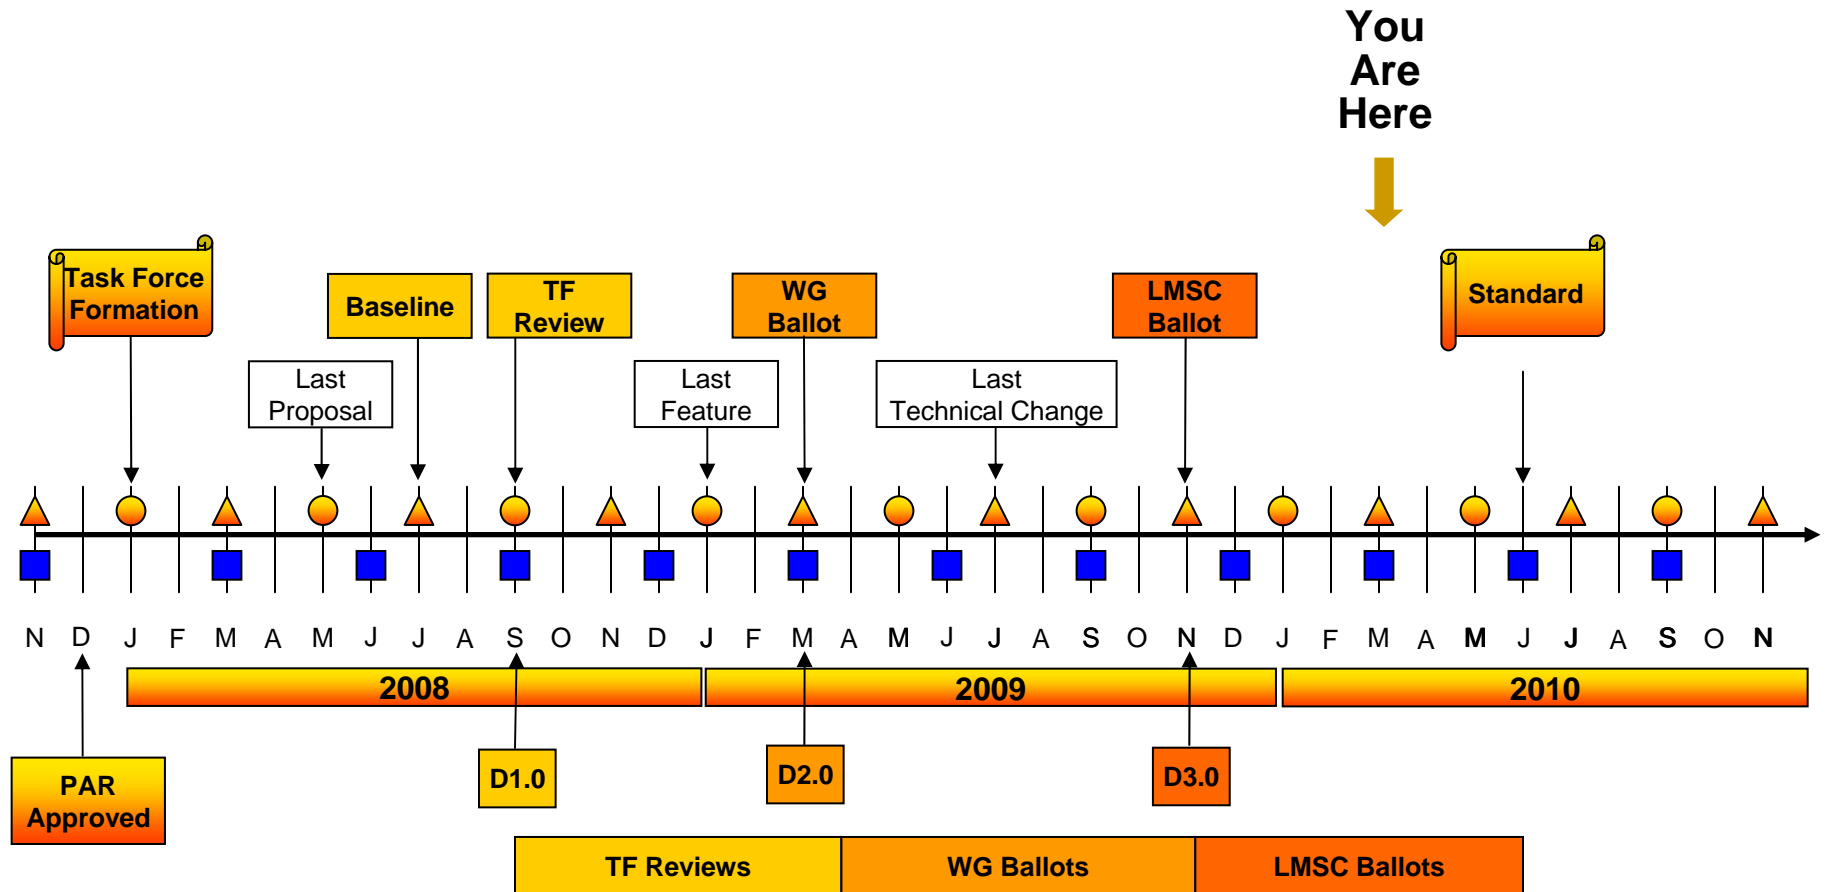 You
Are
Here
Task Force
Formation
Baseline
TF
Review
WG
Ballot
LMSC
Ballot
Standard
Last
Proposal
Last
Feature
Last
Technical Change
N D J F M A M J J A S O N D J F M A M J J A S O N D J F M A M J J A S O N
2008 2009 2010
PAR
Approved
D1.0
D2.0
D3.0
TF Reviews WG Ballots LMSC Ballots